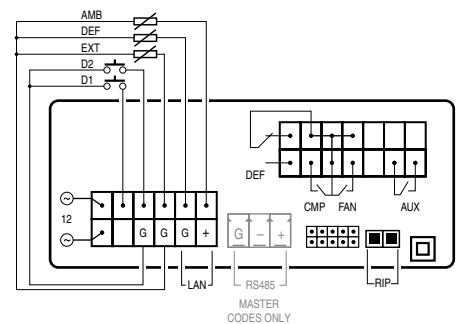 AMB
DEF
EXT
D2
D1
DEF
CMP FAN AUX
12
G G G +
G – +
LAN RS485 RIP
MASTER
CODES ONLY